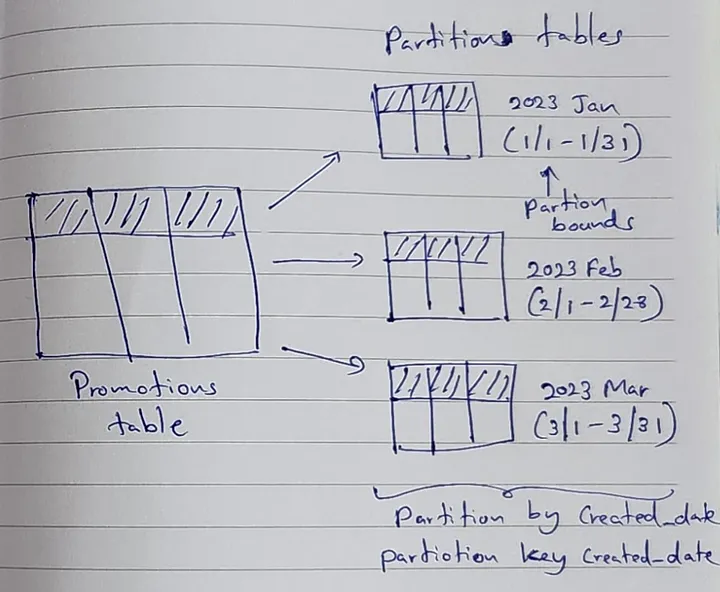 Partition tables
2023 Jan
(1/1 - 1/31)
partion
bounds
2023 Feb
(2/1 - 2/28)
2023 Mar
(3/1 - 3/31)
Promotions
table
Partition by Created_date
partiotion key Created_date